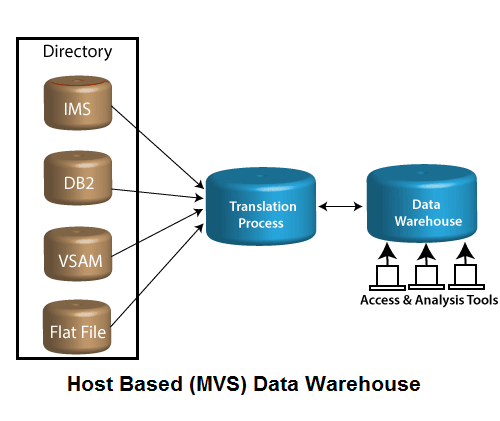 Directory
IMS
DB2
VSAM
Flat File
Translation
Process
Data
Warehouse
Access & Analysis Tools
Host Based (MVS) Data Warehouse